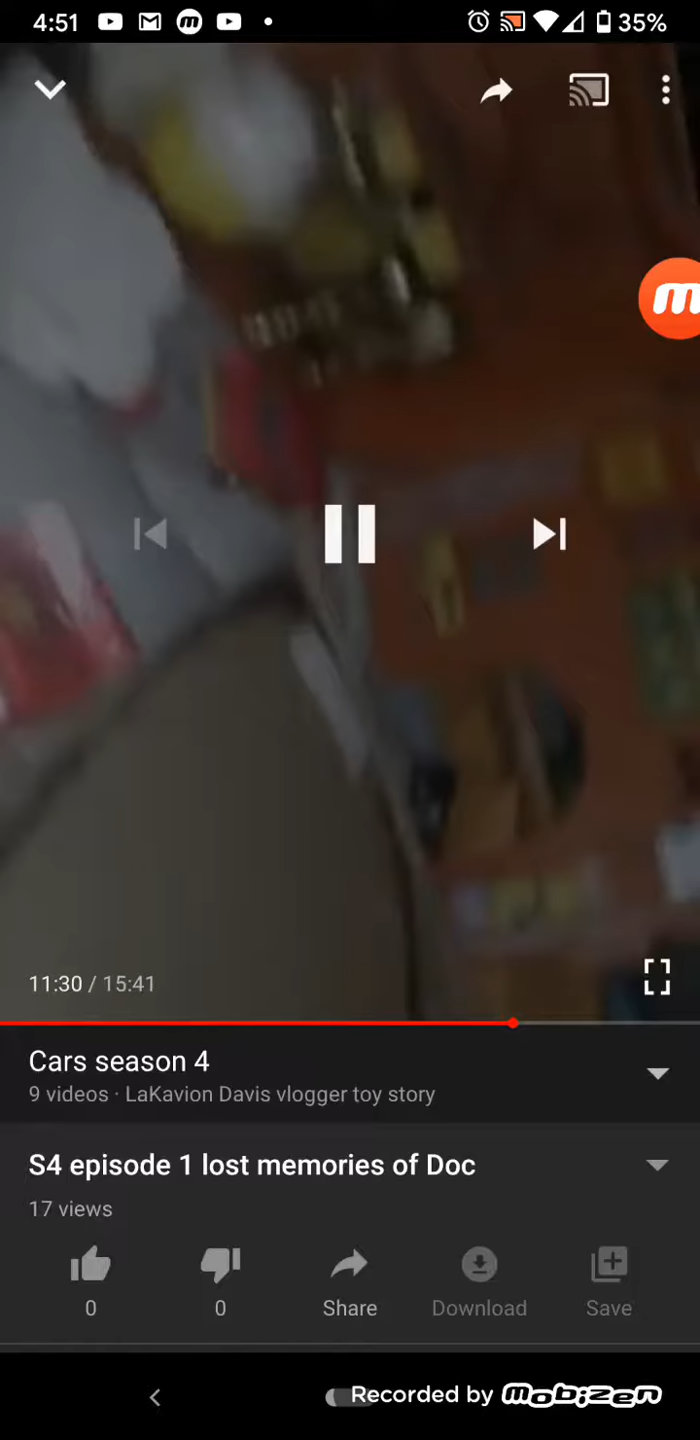 4:51
35%
11:30 / 15:41
Cars season 4
9 videos · LaKavion Davis vlogger toy story
S4 episode 1 lost memories of Doc
17 views
0
0
Share
Download
Save
Recorded by mobizen